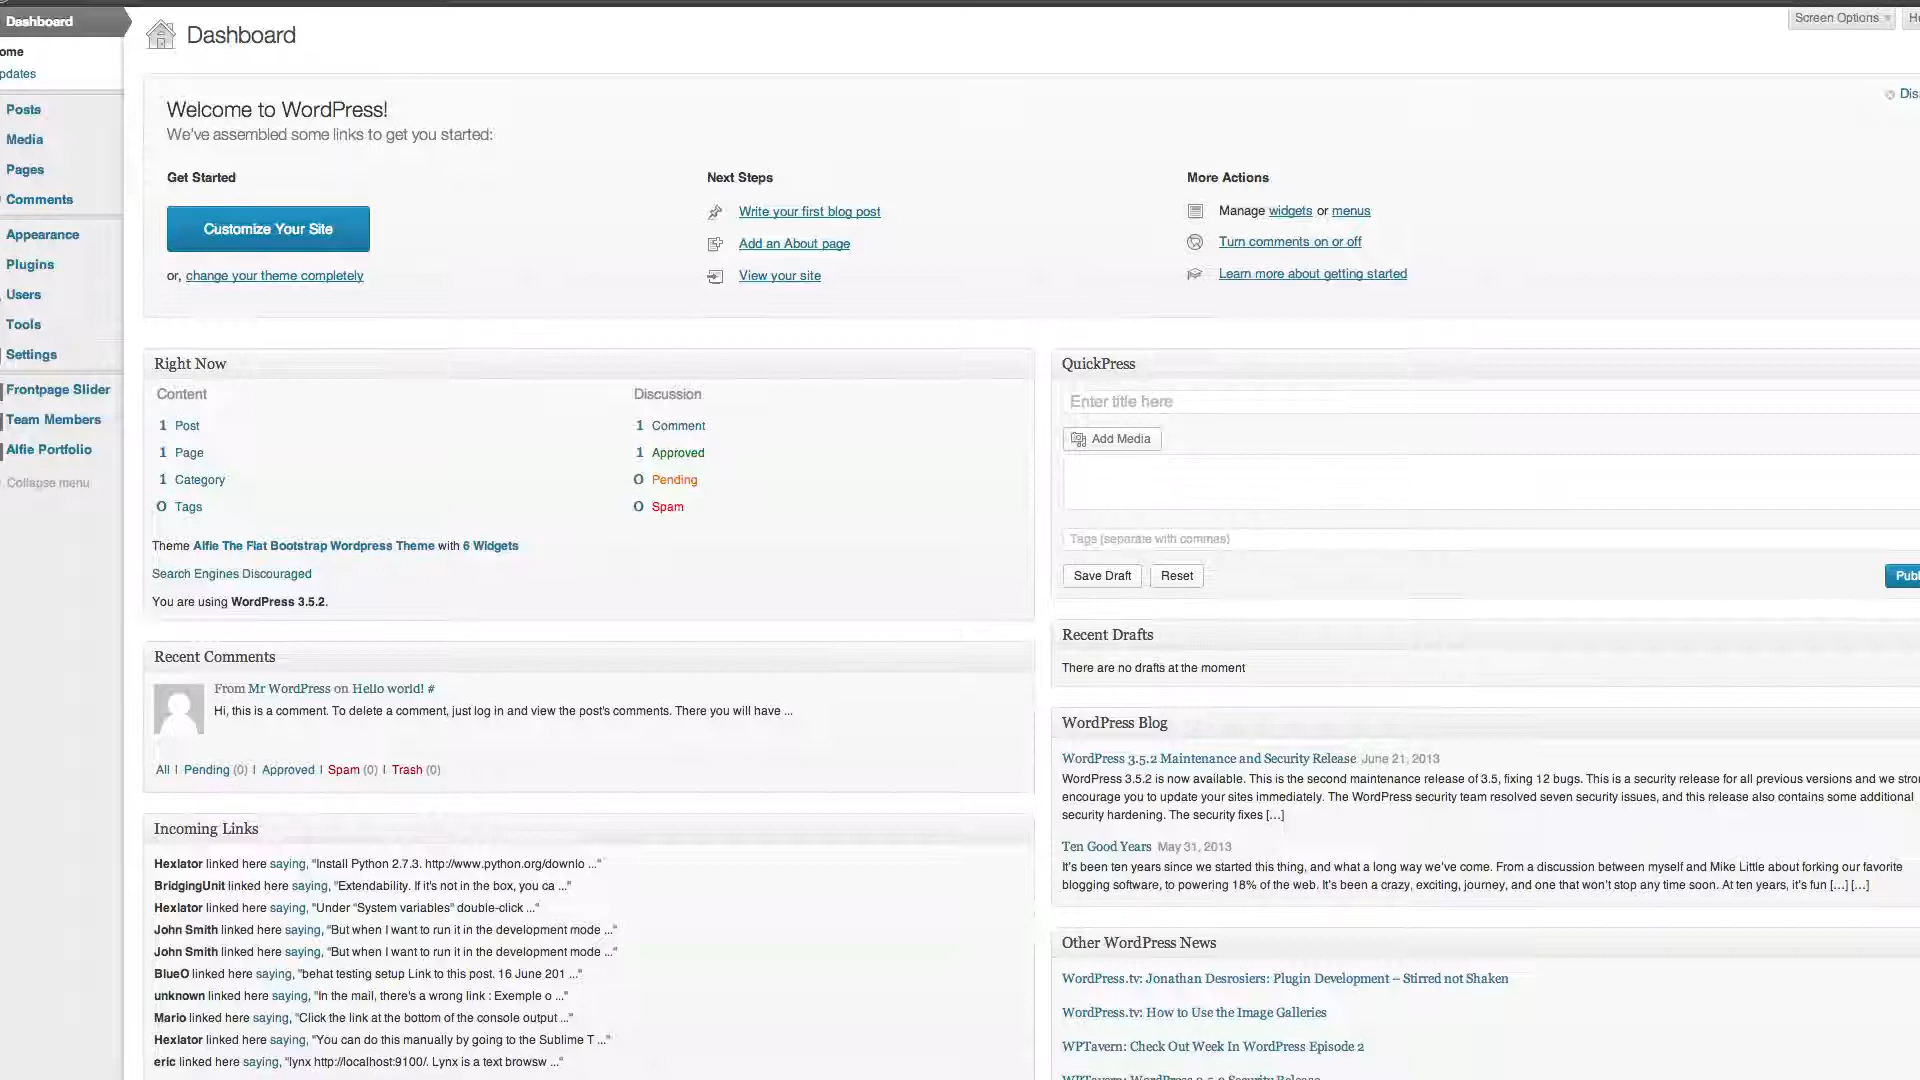 Dashboard
ome
pdates
Posts
Media
Pages
Comments
Appearance
Plugins
Users
Tools
Settings
Frontpage Slider
Team Members
Alfie Portfolio
Collapse menu
Dashboard
Screen Options
He
Welcome to WordPress!
We've assembled some links to get you started:
Dis
Get Started
Customize Your Site
or, change your theme completely
Next Steps
Write your first blog post
Add an About page
View your site
More Actions
Manage widgets or menus
Turn comments on or off
Learn more about getting started
Right Now
Content
Discussion
1 Post
1 Comment
1 Page
1 Approved
1 Category
0 Pending
0 Tags
0 Spam
Theme Alfie The Flat Bootstrap Wordpress Theme with 6 Widgets
Search Engines Discouraged
You are using WordPress 3.5.2.
Recent Comments
From Mr WordPress on Hello world! #
Hi, this is a comment. To delete a comment, just log in and view the post's comments. There you will have ...
All | Pending (0) | Approved | Spam (0) | Trash (0)
Incoming Links
Hexlator linked here saying, "Install Python 2.7.3. http://www.python.org/downlo ..."
BridgingUnit linked here saying, "Extendability. If it's not in the box, you ca ..."
Hexlator linked here saying, "Under "System variables" double-click ..."
John Smith linked here saying, "But when I want to run it in the development mode ..."
John Smith linked here saying, "But when I want to run it in the development mode ..."
BlueO linked here saying, "behat testing setup Link to this post. 16 June 201 ..."
unknown linked here saying, "In the mail, there's a wrong link : Exemple o ..."
Mario linked here saying, "Click the link at the bottom of the console output ..."
Hexlator linked here saying, "You can do this manually by going to the Sublime T ..."
eric linked here saying, "lynx http://localhost:9100/. Lynx is a text browsw ..."
QuickPress
Enter title here
Add Media
Tags (separate with commas)
Save Draft
Reset
Publ
Recent Drafts
There are no drafts at the moment
WordPress Blog
WordPress 3.5.2 Maintenance and Security Release June 21, 2013
WordPress 3.5.2 is now available. This is the second maintenance release of 3.5, fixing 12 bugs. This is a security release for all previous versions and we stro
encourage you to update your sites immediately. The WordPress security team resolved seven security issues, and this release also contains some additional
security hardening. The security fixes [...]
Ten Good Years May 31, 2013
It's been ten years since we started this thing, and what a long way we've come. From a discussion between myself and Mike Little about forking our favorite
blogging software, to powering 18% of the web. It's been a crazy, exciting, journey, and one that won't stop any time soon. At ten years, it's fun [...] [...]
Other WordPress News
WordPress.tv: Jonathan Desrosiers: Plugin Development – Stirred not Shaken
WordPress.tv: How to Use the Image Galleries
WPTavern: Check Out Week In WordPress Episode 2
WPTavern: WordPress 3.5.2 Security Release